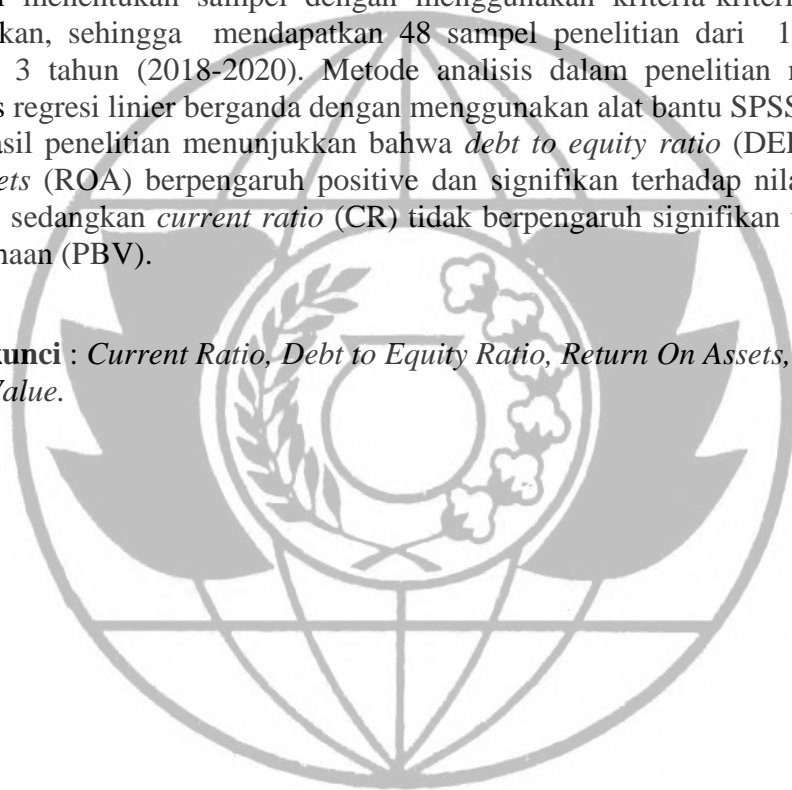 menentukan sampel dengan menggunakan kriteria-kriteri
kan, sehingga mendapatkan 48 sampel penelitian dari 1
3 tahun (2018-2020). Metode analisis dalam penelitian
s regresi linier berganda dengan menggunakan alat bantu SPSS
asil penelitian menunjukkan bahwa debt to equity ratio (DER
ets (ROA) berpengaruh positive dan signifikan terhadap nila
sedangkan current ratio (CR) tidak berpengaruh signifikan
haan (PBV).
kunci : Current Ratio, Debt to Equity Ratio, Return On Assets,
Value.